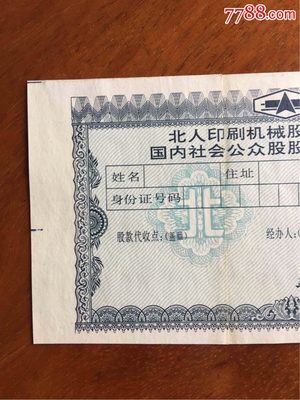 7788.com
北人印刷机械股
国内社会公众股股
姓名 住址
身份证号码
股款代收点:(盖章) 经办人:(
北